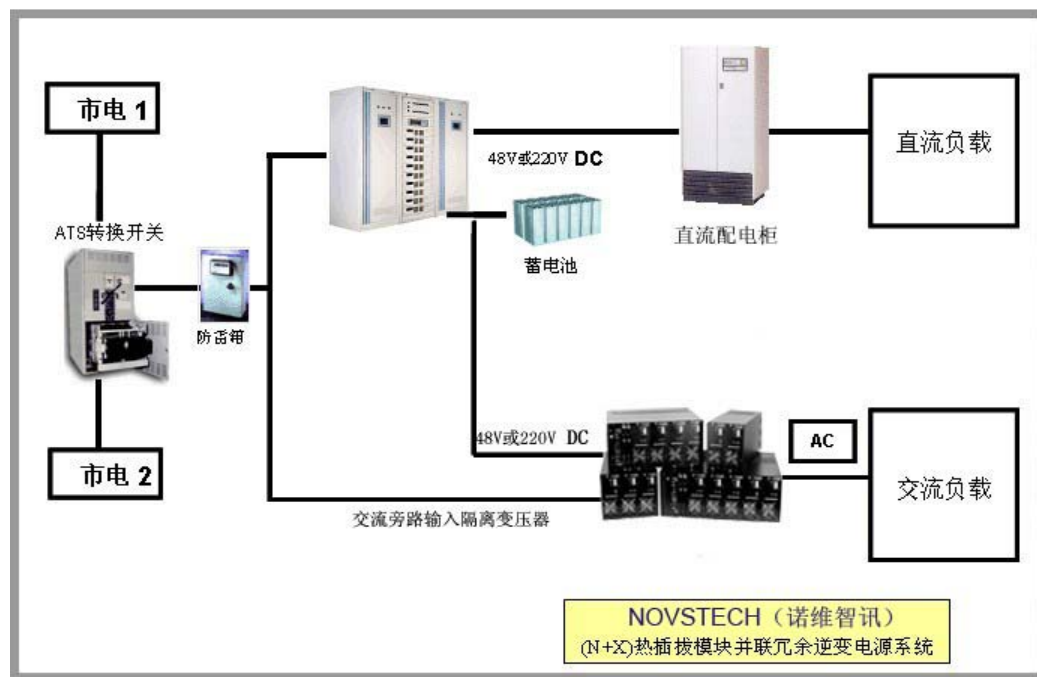 市电 1
ATS转换开关
防雷箱
市电 2
48V或220V DC
蓄电池
直流配电柜
直流负载
48V或220V DC
交流旁路输入隔离变压器
AC
交流负载
NOVSTECH（诺维智讯）
(N+X)热插拔模块并联冗余逆变电源系统